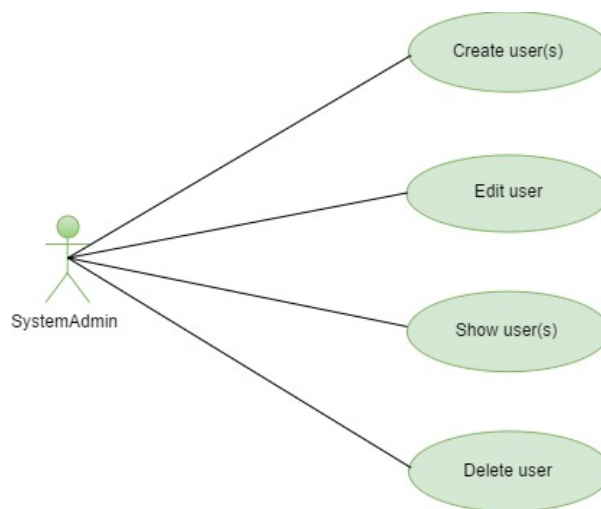 Create user(s)
Edit user
SystemAdmin
Show user(s)
Delete user